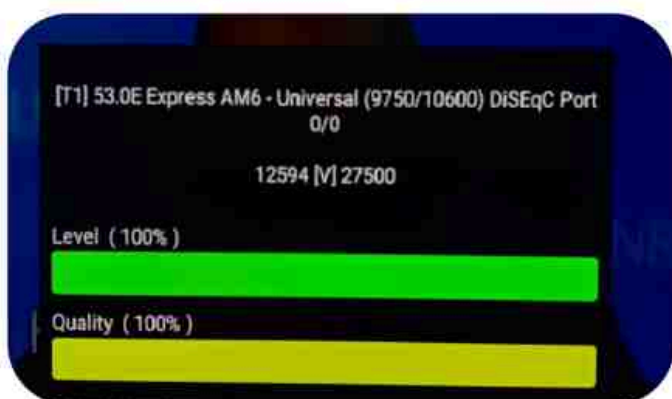 [T1] 53.0E Express AM6 - Universal (9750/10600) DiSEqC Port
0/0
12594 [V] 27500
Level ( 100% )
Quality ( 100% )